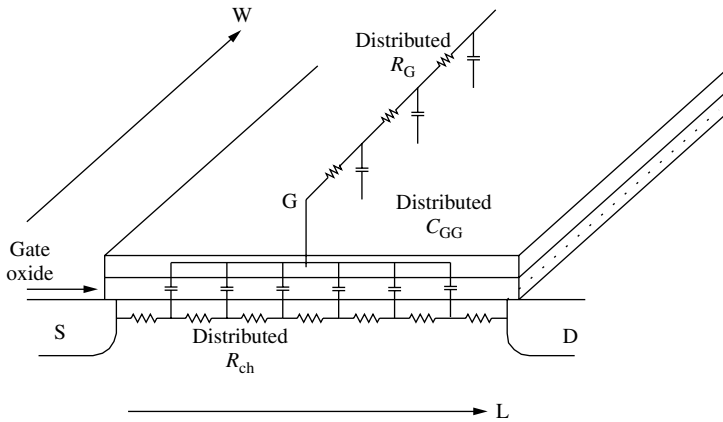 W
Distributed
R_G
G
Distributed
C_GG
Gate
oxide
S
Distributed
R_ch
D
L